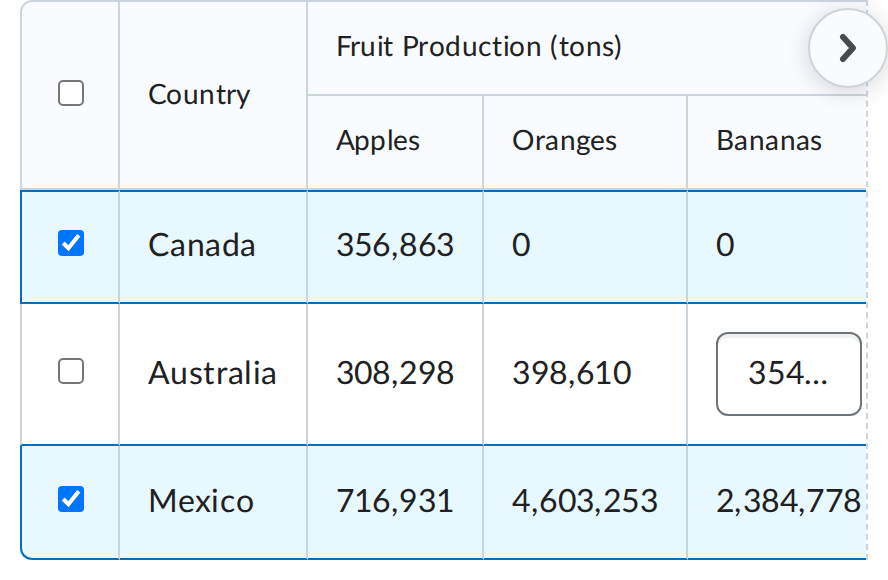 Fruit Production (tons)
Country
Apples Oranges Bananas
Canada 356,863 0 0
Australia 308,298 398,610 354...
Mexico 716,931 4,603,253 2,384,778